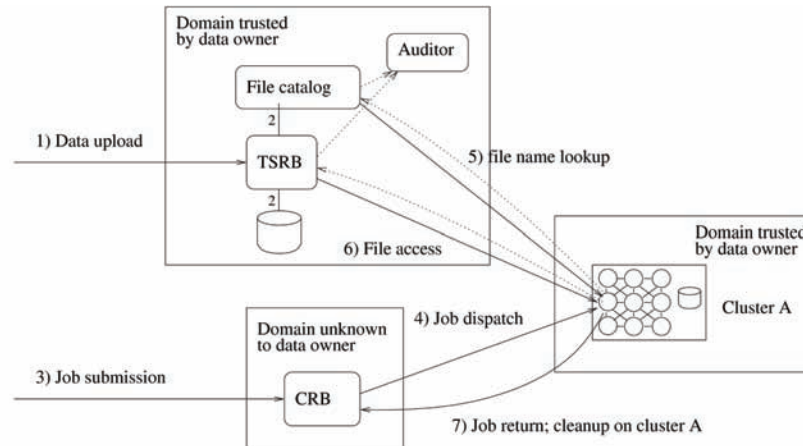 Domain trusted
by data owner
Auditor
File catalog
2
1) Data upload
TSRB
5) file name lookup
2
6) File access
Domain trusted
by data owner
Cluster A
4) Job dispatch
Domain unknown
to data owner
3) Job submission
CRB
7) Job return; cleanup on cluster A